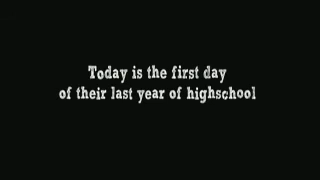 Today is the first day
of their last year of highschool